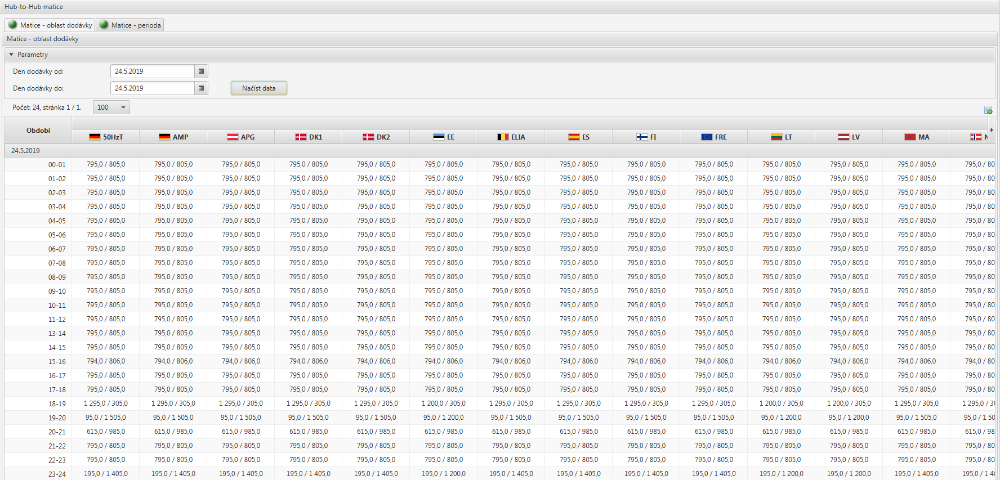 Hub-to-Hub matice
Matice - oblast dodávky Matice - perioda
Matice - oblast dodávky
Parametry
Den dodávky od: 24.5.2019
Den dodávky do: 24.5.2019 Načíst data
Počet: 24, stránka 1 / 1. 100
Období
50HzT AMP APG DK1 DK2 EE ELIA ES FI FRE LT LV MA
24.5.2019
00-01 795,0 / 805,0 795,0 / 805,0 795,0 / 805,0 795,0 / 805,0 795,0 / 805,0 795,0 / 805,0 795,0 / 805,0 795,0 / 805,0 795,0 / 805,0 795,0 / 805,0 795,0 / 805,0 795,0 / 805,0 795,0 / 805,0 795,0 / 80
01-02 795,0 / 805,0 795,0 / 805,0 795,0 / 805,0 795,0 / 805,0 795,0 / 805,0 795,0 / 805,0 795,0 / 805,0 795,0 / 805,0 795,0 / 805,0 795,0 / 805,0 795,0 / 805,0 795,0 / 805,0 795,0 / 805,0 795,0 / 80
02-03 795,0 / 805,0 795,0 / 805,0 795,0 / 805,0 795,0 / 805,0 795,0 / 805,0 795,0 / 805,0 795,0 / 805,0 795,0 / 805,0 795,0 / 805,0 795,0 / 805,0 795,0 / 805,0 795,0 / 805,0 795,0 / 805,0 795,0 / 80
03-04 795,0 / 805,0 795,0 / 805,0 795,0 / 805,0 795,0 / 805,0 795,0 / 805,0 795,0 / 805,0 795,0 / 805,0 795,0 / 805,0 795,0 / 805,0 795,0 / 805,0 795,0 / 805,0 795,0 / 805,0 795,0 / 805,0 795,0 / 80
04-05 795,0 / 805,0 795,0 / 805,0 795,0 / 805,0 795,0 / 805,0 795,0 / 805,0 795,0 / 805,0 795,0 / 805,0 795,0 / 805,0 795,0 / 805,0 795,0 / 805,0 795,0 / 805,0 795,0 / 805,0 795,0 / 805,0 795,0 / 80
05-06 795,0 / 805,0 795,0 / 805,0 795,0 / 805,0 795,0 / 805,0 795,0 / 805,0 795,0 / 805,0 795,0 / 805,0 795,0 / 805,0 795,0 / 805,0 795,0 / 805,0 795,0 / 805,0 795,0 / 805,0 795,0 / 805,0 795,0 / 80
06-07 795,0 / 805,0 795,0 / 805,0 795,0 / 805,0 795,0 / 805,0 795,0 / 805,0 795,0 / 805,0 795,0 / 805,0 795,0 / 805,0 795,0 / 805,0 795,0 / 805,0 795,0 / 805,0 795,0 / 805,0 795,0 / 805,0 795,0 / 80
07-08 795,0 / 805,0 795,0 / 805,0 795,0 / 805,0 795,0 / 805,0 795,0 / 805,0 795,0 / 805,0 795,0 / 805,0 795,0 / 805,0 795,0 / 805,0 795,0 / 805,0 795,0 / 805,0 795,0 / 805,0 795,0 / 805,0 795,0 / 80
08-09 795,0 / 805,0 795,0 / 805,0 795,0 / 805,0 795,0 / 805,0 795,0 / 805,0 795,0 / 805,0 795,0 / 805,0 795,0 / 805,0 795,0 / 805,0 795,0 / 805,0 795,0 / 805,0 795,0 / 805,0 795,0 / 805,0 795,0 / 80
09-10 795,0 / 805,0 795,0 / 805,0 795,0 / 805,0 795,0 / 805,0 795,0 / 805,0 795,0 / 805,0 795,0 / 805,0 795,0 / 805,0 795,0 / 805,0 795,0 / 805,0 795,0 / 805,0 795,0 / 805,0 795,0 / 805,0 795,0 / 80
10-11 795,0 / 805,0 795,0 / 805,0 795,0 / 805,0 795,0 / 805,0 795,0 / 805,0 795,0 / 805,0 795,0 / 805,0 795,0 / 805,0 795,0 / 805,0 795,0 / 805,0 795,0 / 805,0 795,0 / 805,0 795,0 / 805,0 795,0 / 80
11-12 795,0 / 805,0 795,0 / 805,0 795,0 / 805,0 795,0 / 805,0 795,0 / 805,0 795,0 / 805,0 795,0 / 805,0 795,0 / 805,0 795,0 / 805,0 795,0 / 805,0 795,0 / 805,0 795,0 / 805,0 795,0 / 805,0 795,0 / 80
13-14 795,0 / 805,0 795,0 / 805,0 795,0 / 805,0 795,0 / 805,0 795,0 / 805,0 795,0 / 805,0 795,0 / 805,0 795,0 / 805,0 795,0 / 805,0 795,0 / 805,0 795,0 / 805,0 795,0 / 805,0 795,0 / 805,0 795,0 / 80
14-15 795,0 / 805,0 795,0 / 805,0 795,0 / 805,0 795,0 / 805,0 795,0 / 805,0 795,0 / 805,0 795,0 / 805,0 795,0 / 805,0 795,0 / 805,0 795,0 / 805,0 795,0 / 805,0 795,0 / 805,0 795,0 / 805,0 795,0 / 80
15-16 794,0 / 806,0 794,0 / 806,0 794,0 / 806,0 794,0 / 806,0 794,0 / 806,0 794,0 / 806,0 794,0 / 806,0 794,0 / 806,0 794,0 / 806,0 794,0 / 806,0 794,0 / 806,0 794,0 / 806,0 794,0 / 806,0 794,0 / 80
16-17 795,0 / 805,0 795,0 / 805,0 795,0 / 805,0 795,0 / 805,0 795,0 / 805,0 795,0 / 805,0 795,0 / 805,0 795,0 / 805,0 795,0 / 805,0 795,0 / 805,0 795,0 / 805,0 795,0 / 805,0 795,0 / 805,0 795,0 / 80
17-18 795,0 / 805,0 795,0 / 805,0 795,0 / 805,0 795,0 / 805,0 795,0 / 805,0 795,0 / 805,0 795,0 / 805,0 795,0 / 805,0 795,0 / 805,0 795,0 / 805,0 795,0 / 805,0 795,0 / 805,0 795,0 / 805,0 795,0 / 80
18-19 1 295,0 / 305,0 1 295,0 / 305,0 1 295,0 / 305,0 1 295,0 / 305,0 1 295,0 / 305,0 1 200,0 / 305,0 1 295,0 / 305,0 1 295,0 / 305,0 1 295,0 / 305,0 1 295,0 / 305,0 1 200,0 / 305,0 1 200,0 / 305,0 1 295,0 / 305,0 1 295,0 / 30
19-20 95,0 / 1 505,0 95,0 / 1 505,0 95,0 / 1 505,0 95,0 / 1 505,0 95,0 / 1 505,0 95,0 / 1 200,0 95,0 / 1 505,0 95,0 / 1 505,0 95,0 / 1 505,0 95,0 / 1 505,0 95,0 / 1 200,0 95,0 / 1 200,0 95,0 / 1 505,0 95,0 / 1 50
20-21 615,0 / 985,0 615,0 / 985,0 615,0 / 985,0 615,0 / 985,0 615,0 / 985,0 615,0 / 985,0 615,0 / 985,0 615,0 / 985,0 615,0 / 985,0 615,0 / 985,0 615,0 / 985,0 615,0 / 985,0 615,0 / 985,0 615,0 / 98
21-22 795,0 / 805,0 795,0 / 805,0 795,0 / 805,0 795,0 / 805,0 795,0 / 805,0 795,0 / 805,0 795,0 / 805,0 795,0 / 805,0 795,0 / 805,0 795,0 / 805,0 795,0 / 805,0 795,0 / 805,0 795,0 / 805,0 795,0 / 80
22-23 795,0 / 805,0 795,0 / 805,0 795,0 / 805,0 795,0 / 805,0 795,0 / 805,0 795,0 / 805,0 795,0 / 805,0 795,0 / 805,0 795,0 / 805,0 795,0 / 805,0 795,0 / 805,0 795,0 / 805,0 795,0 / 805,0 795,0 / 80
23-24 195,0 / 1 405,0 195,0 / 1 405,0 195,0 / 1 405,0 195,0 / 1 405,0 195,0 / 1 405,0 195,0 / 1 200,0 195,0 / 1 405,0 195,0 / 1 405,0 195,0 / 1 405,0 195,0 / 1 405,0 195,0 / 1 200,0 195,0 / 1 200,0 195,0 / 1 405,0 195,0 / 1 40